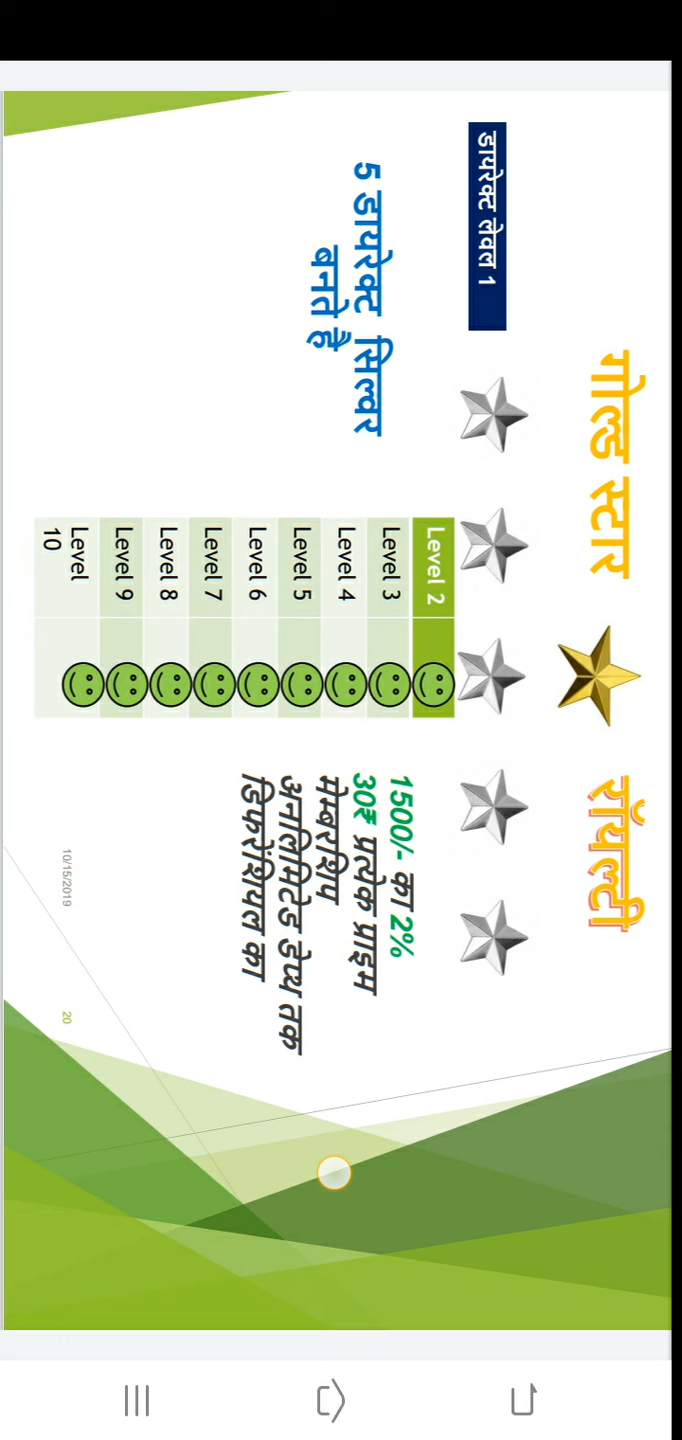 गोल्ड स्टार रॉयल्टी
डायरेक्ट लेवल 1
5 डायरेक्ट सिल्वर
बनते है
Level 2
Level 3
Level 4
Level 5
Level 6
Level 7
Level 8
Level 9
Level
10
1500/- का 2%
30₹ प्रत्येक प्राइम
मेम्बरशिप
अनलिमिटेड डेप्थ तक
डिफरेंशियल का
10/15/2019
20